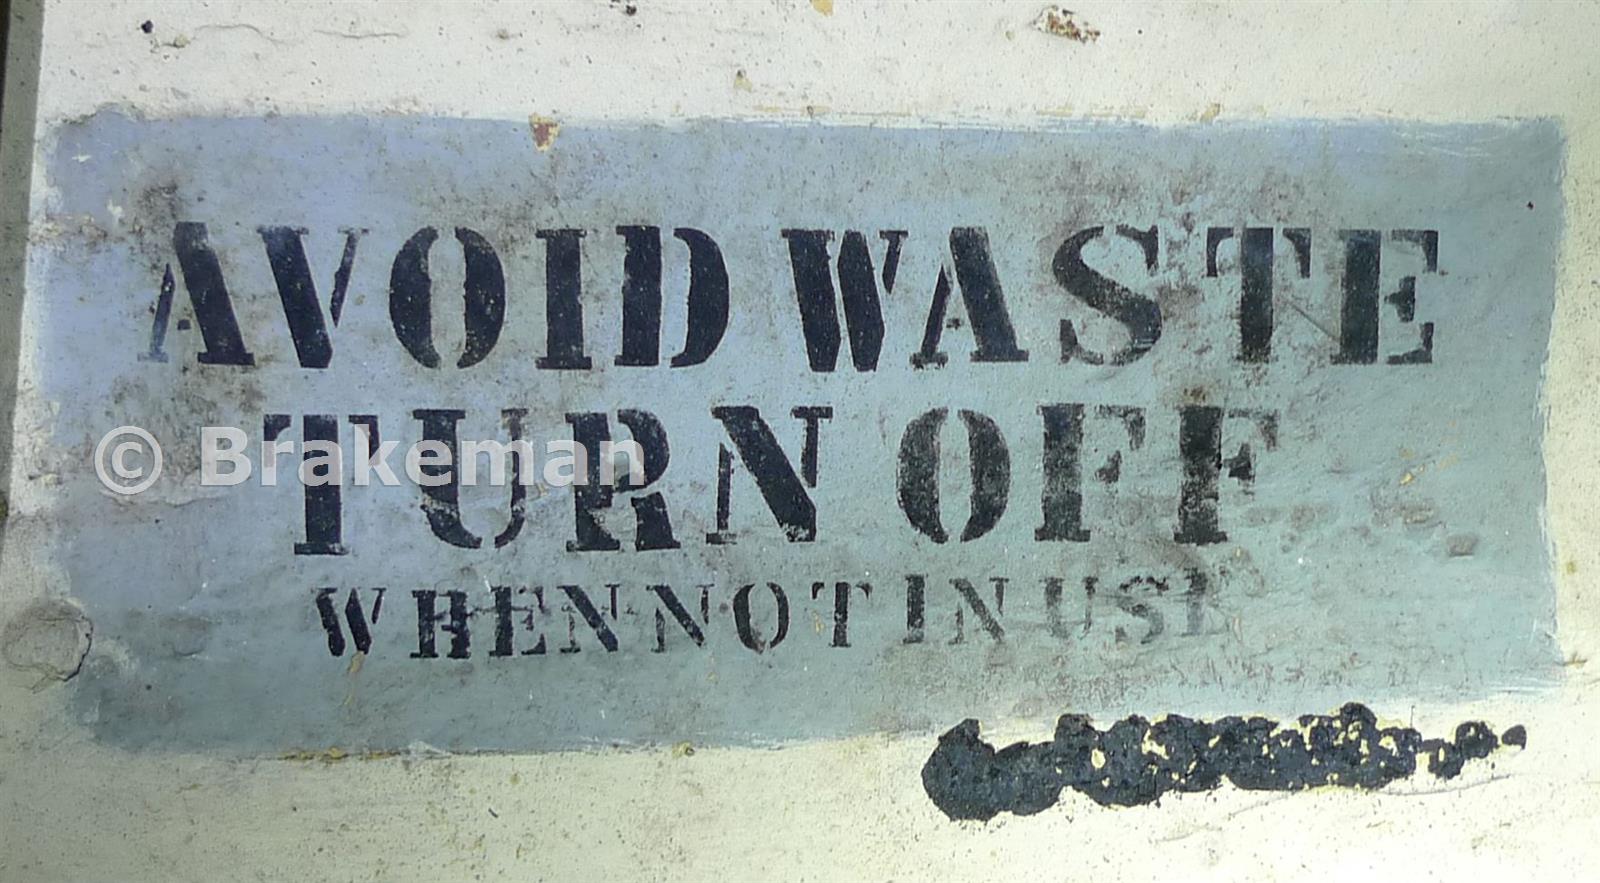 AVOID WASTE
TURN OFF
© Brakeman
WHEN NOT IN USE